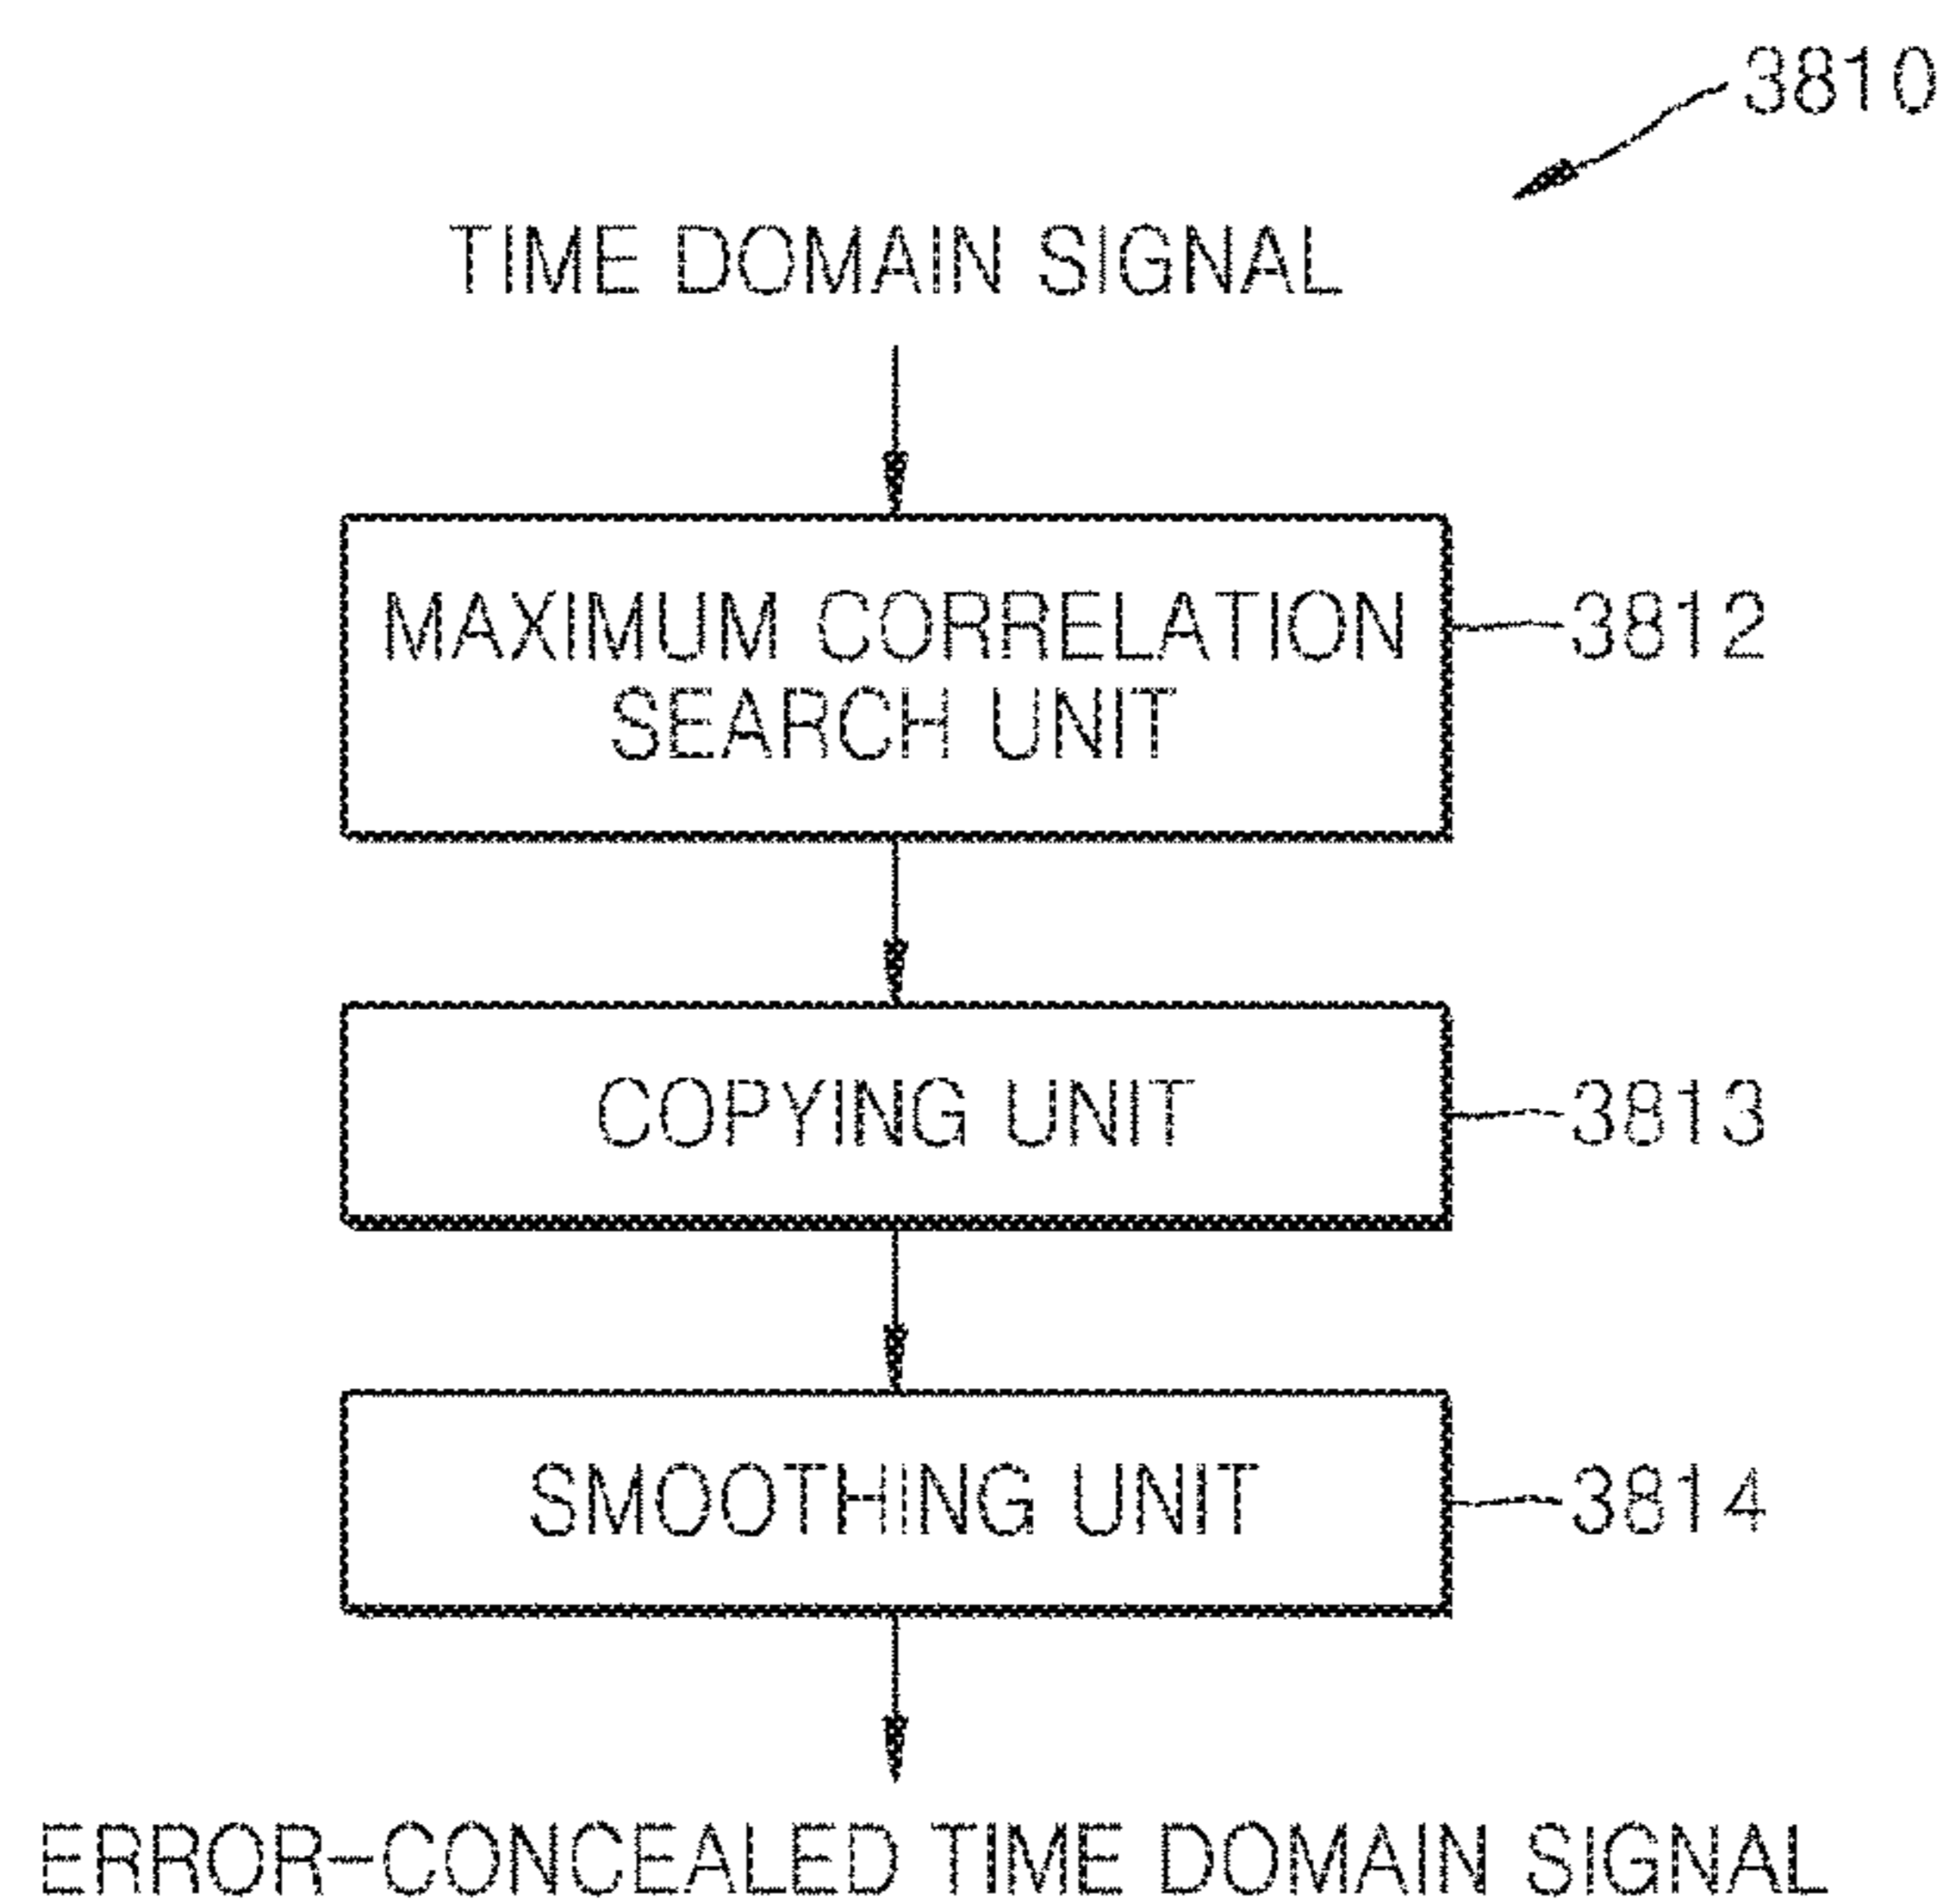 3810
TIME DOMAIN SIGNAL
MAXIMUM CORRELATION
SEARCH UNIT
3812
COPYING UNIT
3813
SMOOTHING UNIT
3814
ERROR-CONCEALED TIME DOMAIN SIGNAL